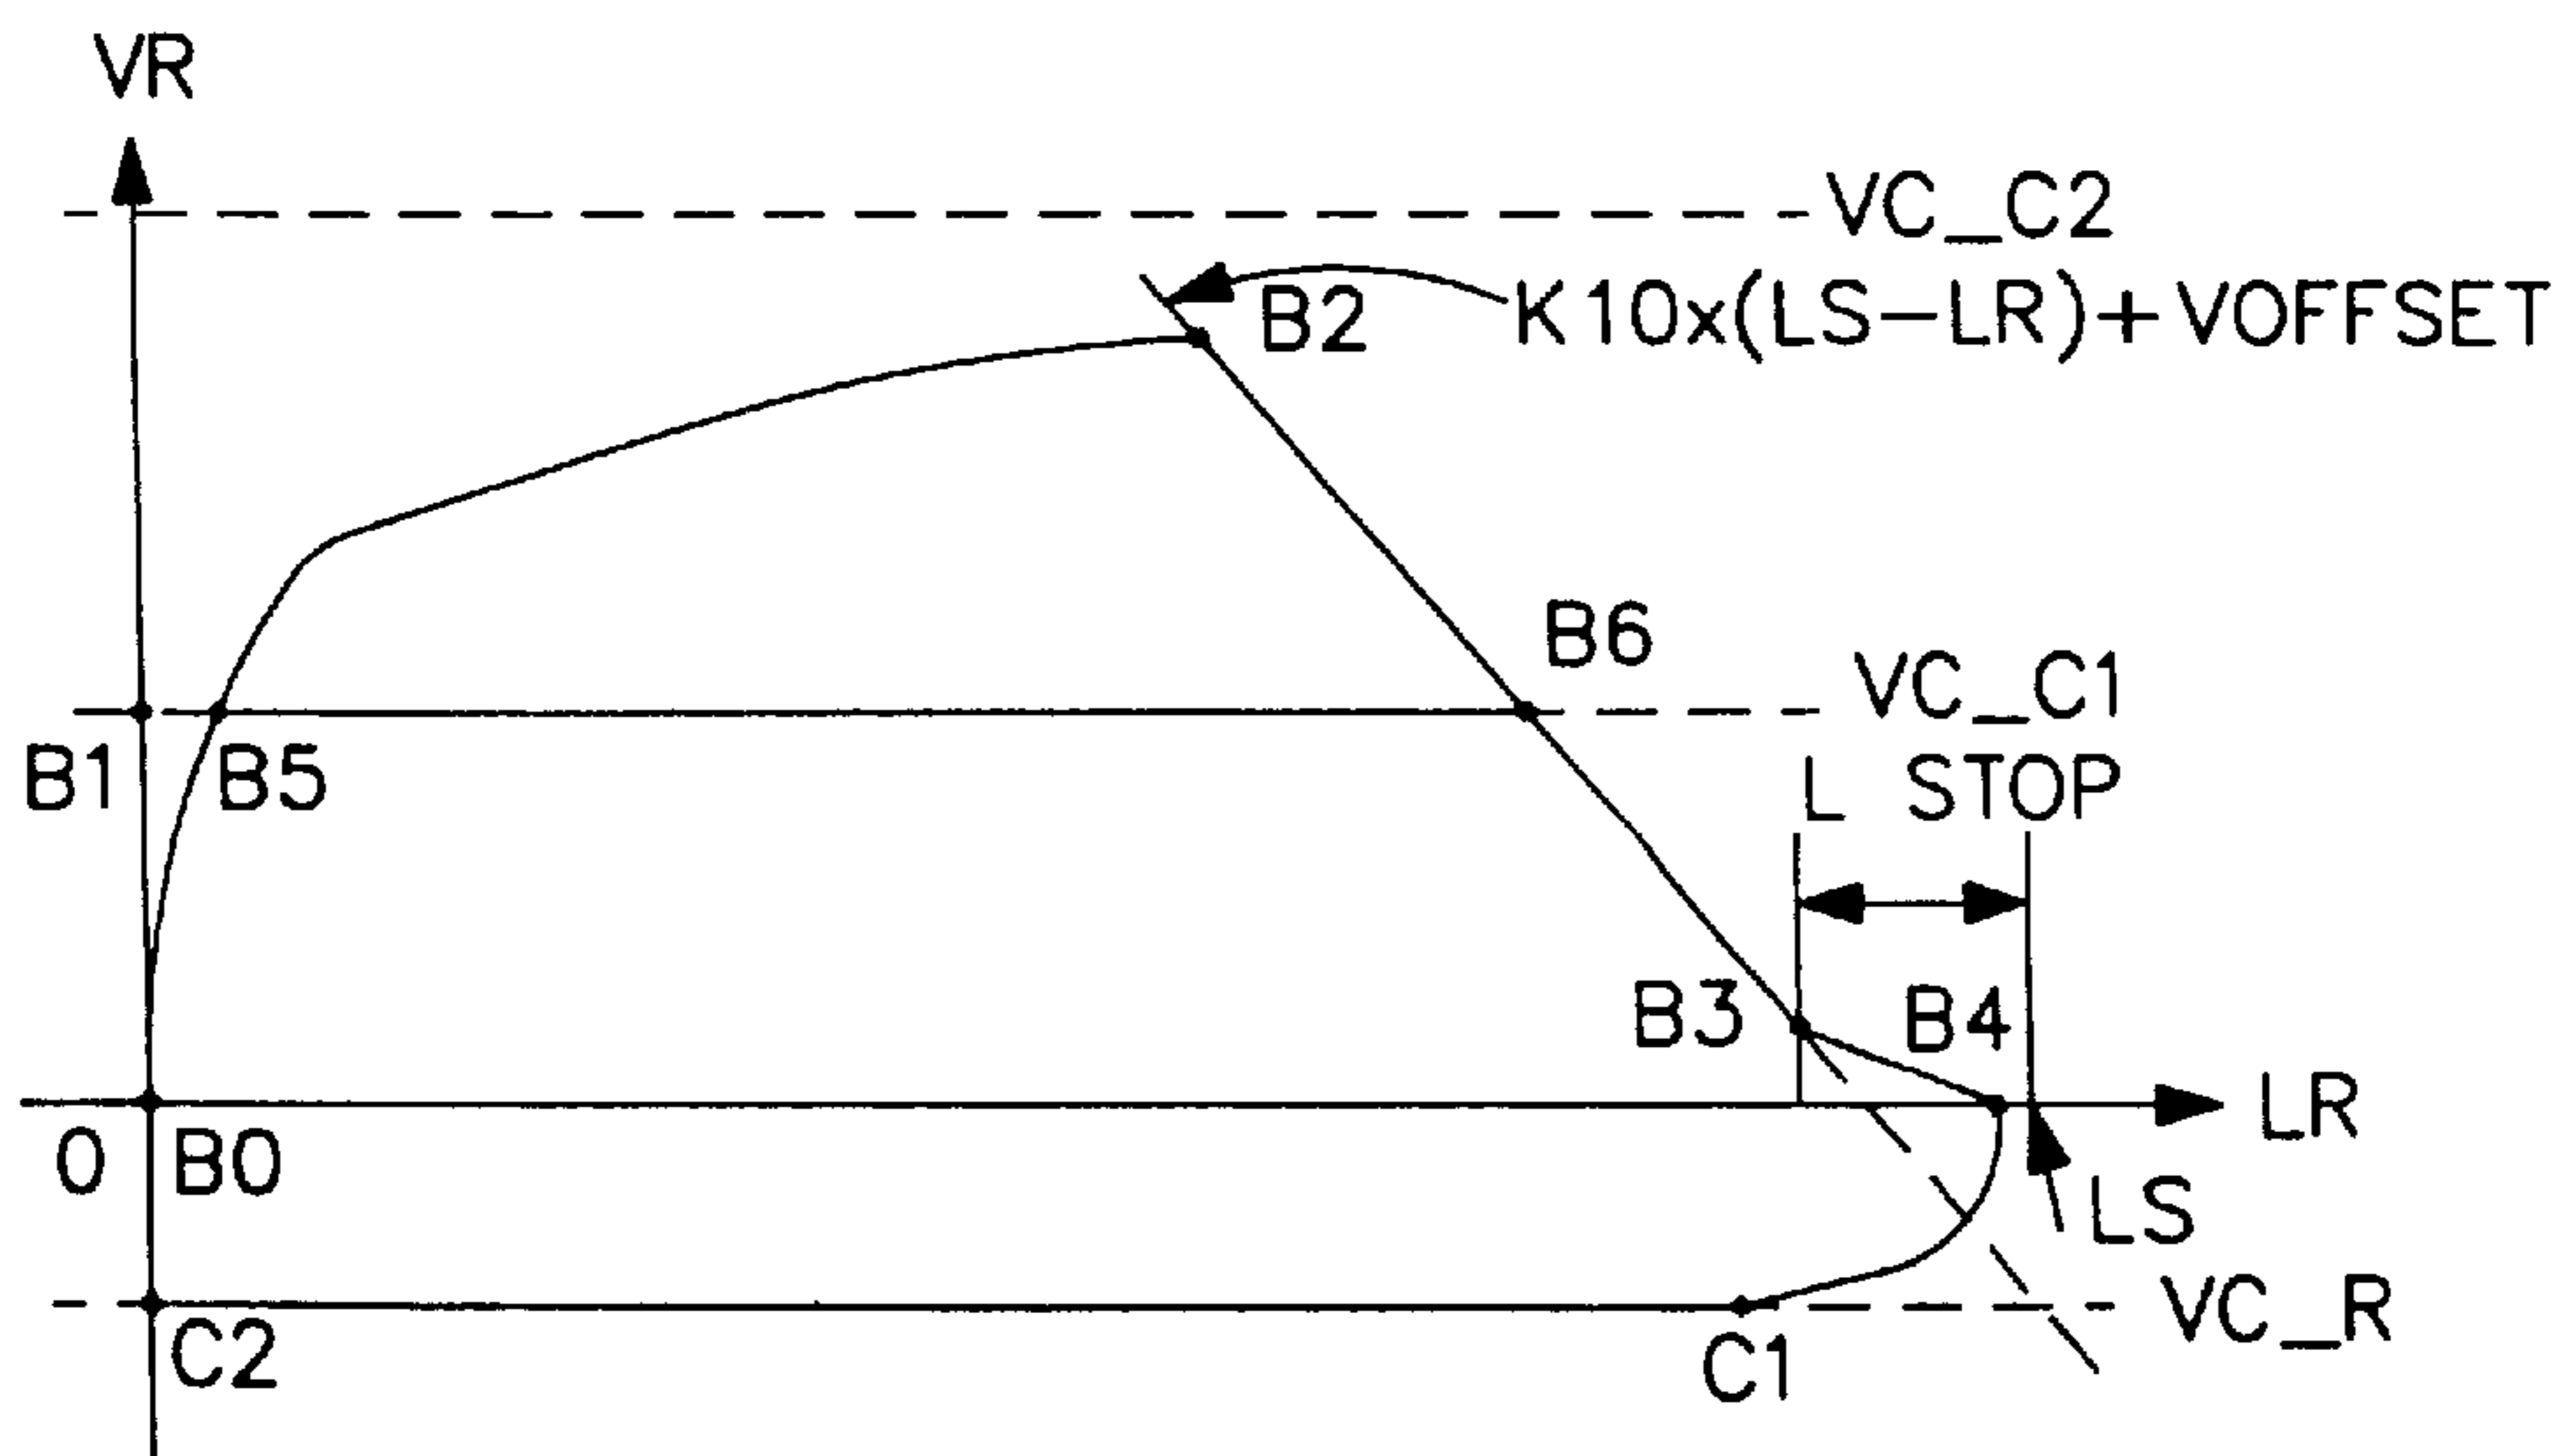 VR
VC_C2
B2
K10x(LS-LR)+VOFFSET
B6
VC_C1
B1
B5
L STOP
B3
B4
LR
0
B0
LS
VC_R
C2
C1